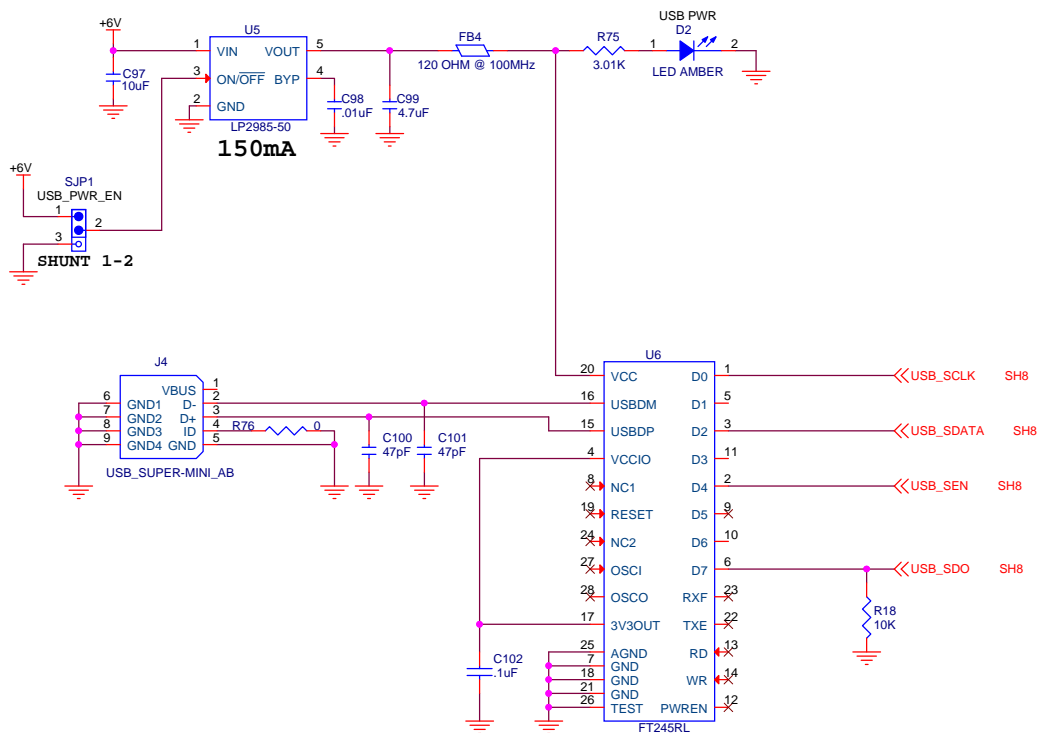 +6V
U5
1 VIN VOUT 5
3 ON/OFF BYP 4
2 GND
LP2985-50
150mA
C97
10uF
C98
.01uF
C99
4.7uF
FB4
120 OHM @ 100MHz
R75
3.01K
USB PWR
D2
1 2
LED AMBER
+6V
SJP1
USB_PWR_EN
1
2
3
SHUNT 1-2
J4
VBUS 1
6 GND1 D- 2
7 GND2 D+ 3
8 GND3 ID 4
9 GND4 GND 5
USB_SUPER-MINI_AB
R76 0
C100
47pF
C101
47pF
U6
20 VCC D0 1
16 USBDM D1 5
15 USBDP D2 3
4 VCCIO D3 11
8 NC1 D4 2
19 RESET D5 9
24 NC2 D6 10
27 OSCI D7 6
28 OSCO RXF 23
17 3V3OUT TXE 22
25 AGND RD 13
7 GND
18 GND WR 14
21 GND
26 TEST PWREN 12
FT245RL
C102
.1uF
USB_SCLK SH8
USB_SDATA SH8
USB_SEN SH8
USB_SDO SH8
R18
10K